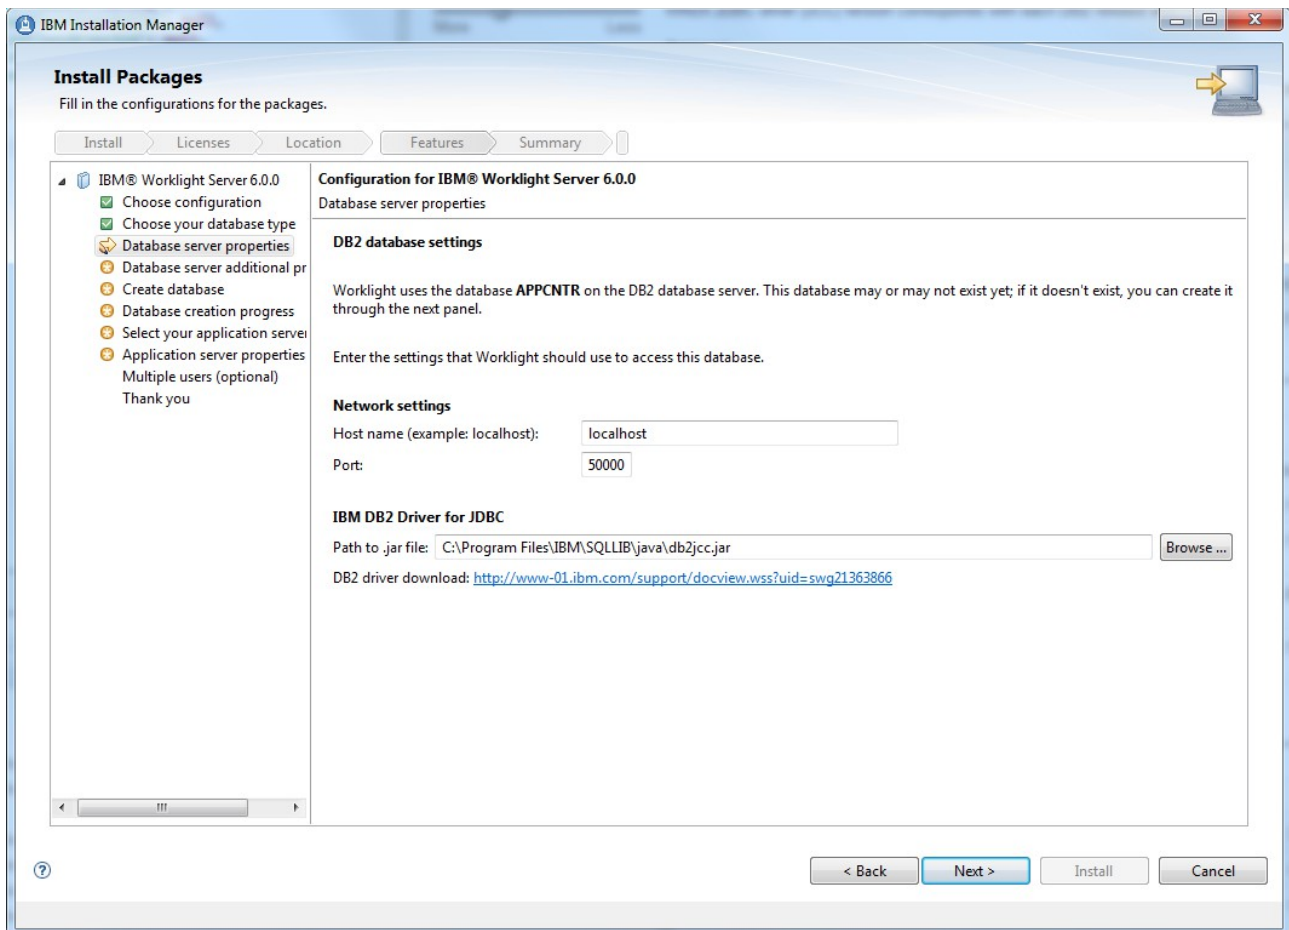 IBM Installation Manager
Install Packages
Fill in the configurations for the packages.
Install
Licenses
Location
Features
Summary
IBM® Worklight Server 6.0.0
Choose configuration
Choose your database type
Database server properties
Database server additional pr
Create database
Database creation progress
Select your application server
Application server properties
Multiple users (optional)
Thank you
Configuration for IBM® Worklight Server 6.0.0
Database server properties
DB2 database settings
Worklight uses the database APPCNTR on the DB2 database server. This database may or may not exist yet; if it doesn't exist, you can create it
through the next panel.
Enter the settings that Worklight should use to access this database.
Network settings
Host name (example: localhost): localhost
Port: 50000
IBM DB2 Driver for JDBC
Path to .jar file: C:\Program Files\IBM\SQLLIB\java\db2jcc.jar Browse ...
DB2 driver download: http://www-01.ibm.com/support/docview.wss?uid=swg21363866
< Back
Next >
Install
Cancel